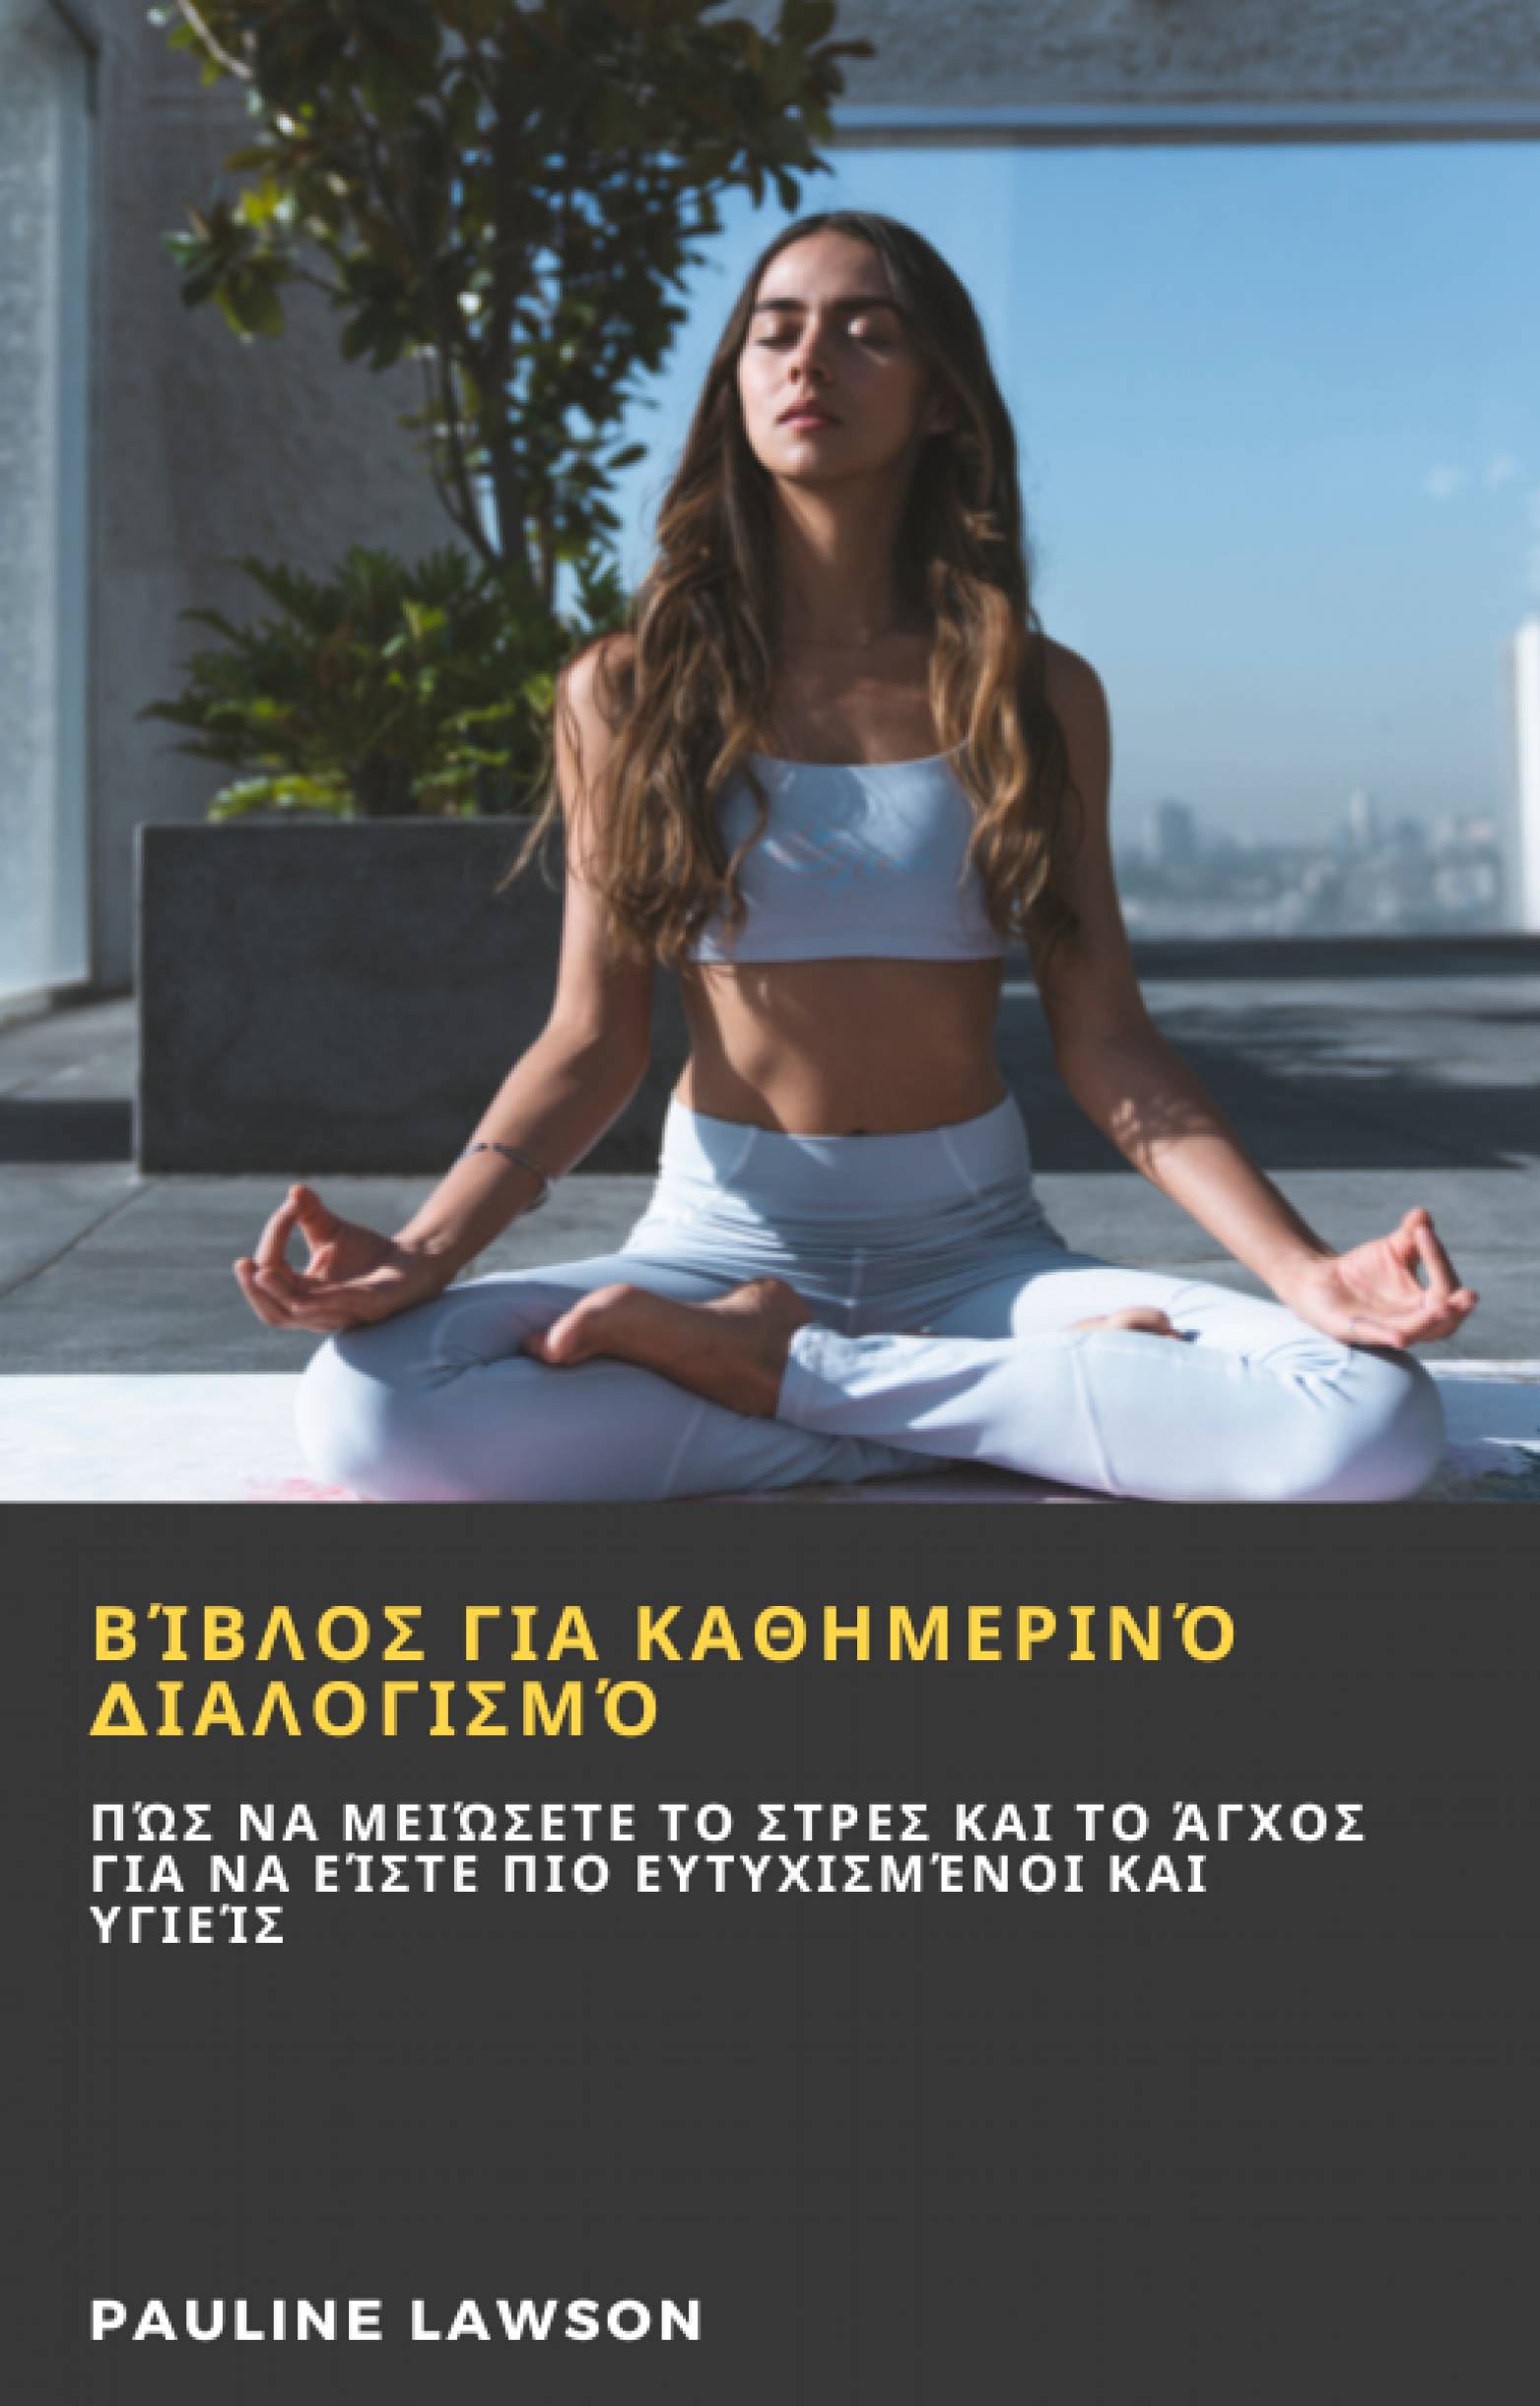 ΒΊΒΛΟΣ ΓΙΑ ΚΑΘΗΜΕΡΙΝΌ
ΔΙΑΛΟΓΙΣΜΌ
ΠΏΣ ΝΑ ΜΕΙΏΣΕΤΕ ΤΟ ΣΤΡΕΣ ΚΑΙ ΤΟ ΆΓΧΟΣ
ΓΙΑ ΝΑ ΕΊΣΤΕ ΠΙΟ ΕΥΤΥΧΙΣΜΈΝΟΙ ΚΑΙ
ΥΓΙΕΊΣ
PAULINE LAWSON